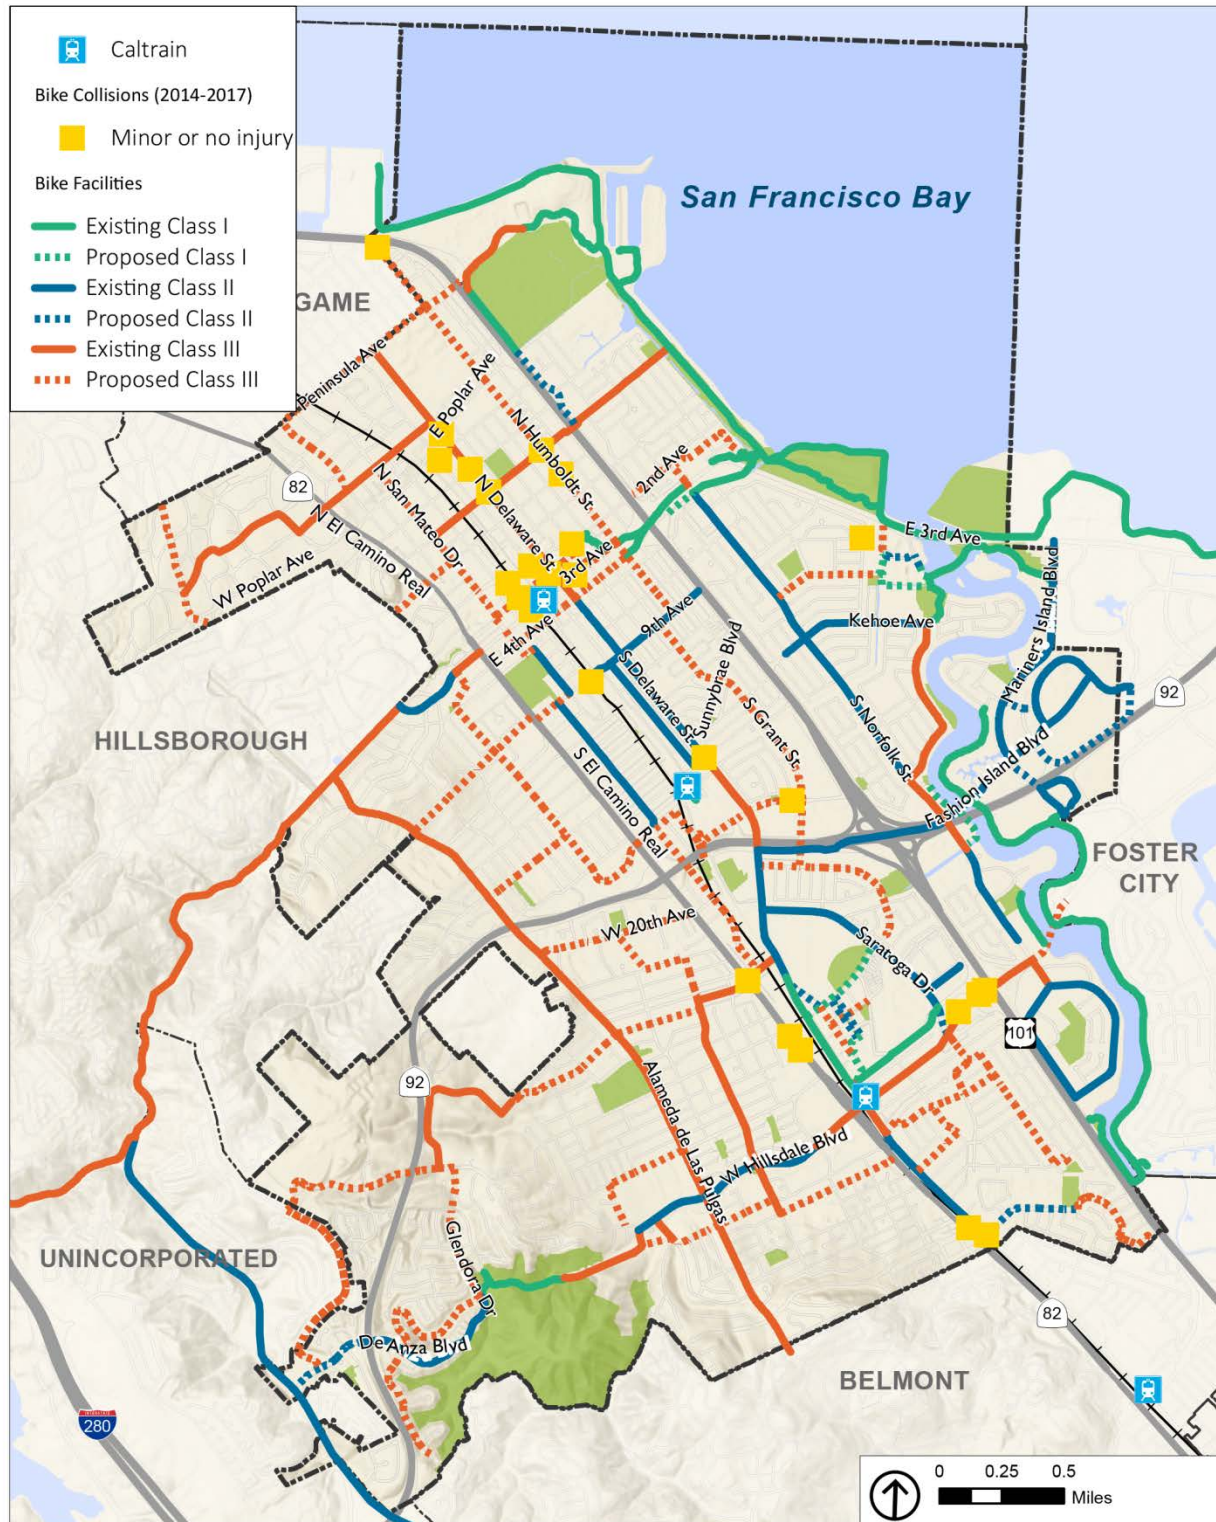 Caltrain
Bike Collisions (2014-2017)
Minor or no injury
Bike Facilities
Existing Class I
Proposed Class I
Existing Class II
Proposed Class II
Existing Class III
Proposed Class III
San Francisco Bay
GAME
Peninsula Ave
E Poplar Ave
N Humboldt St
2nd Ave
82
N San Mateo Dr
N Delaware St
N El Camino Real
W Poplar Ave
3rd Ave
E 3rd Ave
Mariners Island Blvd
Kehoe Ave
9th Ave
E 4th Ave
Sunnybrae Blvd
S Delaware St
S Grant St
S Norfolk St
92
HILLSBOROUGH
S El Camino Real
Fashion Island Blvd
FOSTER
CITY
W 20th Ave
Saratoga Dr
101
92
Alameda de Las Pulgas
W Hillsdale Blvd
UNINCORPORATED
Glendora Dr
De Anza Blvd
82
BELMONT
INTERSTATE
280
0 0.25 0.5
Miles